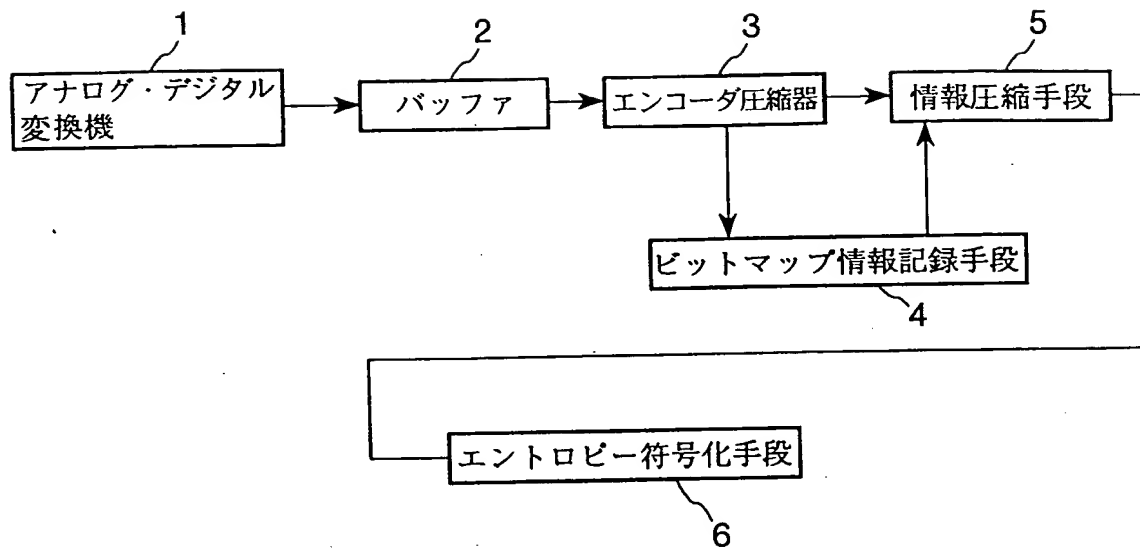 1
アナログ・デジタル
変換機
2
バッファ
3
エンコーダ圧縮器
5
情報圧縮手段
ビットマップ情報記録手段
4
エントロピー符号化手段
6